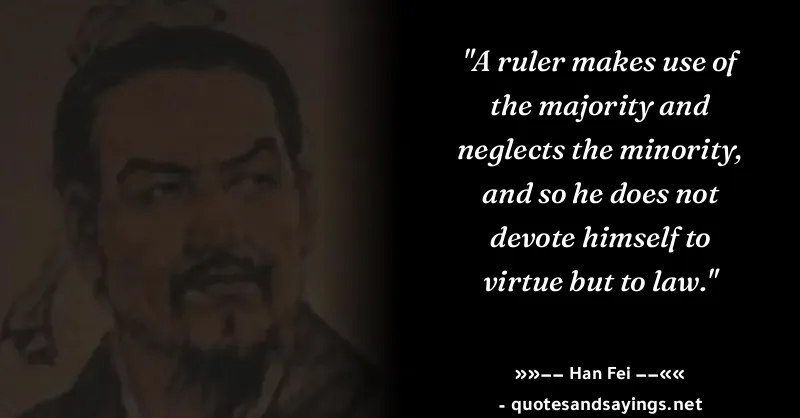 "A ruler makes use of
the majority and
neglects the minority,
and so he does not
devote himself to
virtue but to law."
»»–– Han Fei ––««
- quotesandsayings.net